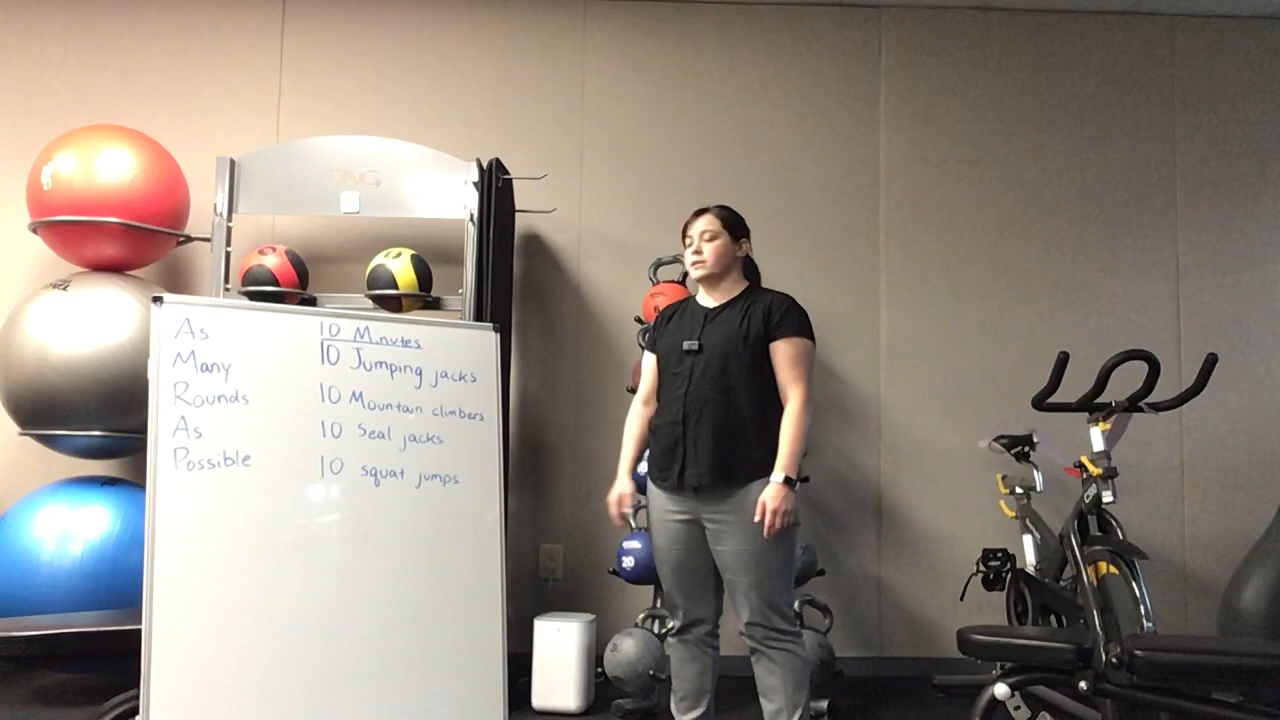 TAG
As
Many
Rounds
As
Possible
10 Minutes
10 Jumping jacks
10 Mountain climbers
10 Seal jacks
10 squat jumps
20